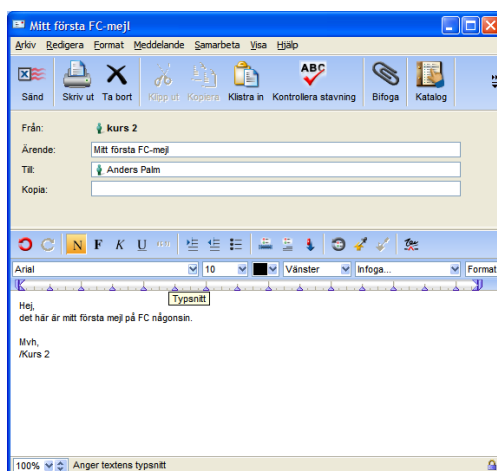 Mitt första FC-mejl
Arkiv Redigera Format Meddelande Samarbeta Visa Hjälp
ABC
Sänd Skriv ut Ta bort Klipp ut Kopiera Klistra in Kontrollera stavning Bifoga Katalog
Från: kurs 2
Ärende: Mitt första FC-mejl
Till: Anders Palm
Kopia:
N F K U
Arial 10 Vänster Infoga... Format
Typsnitt
Hej,
det här är mitt första mejl på FC någonsin.
Mvh,
/Kurs 2
100% Anger textens typsnitt